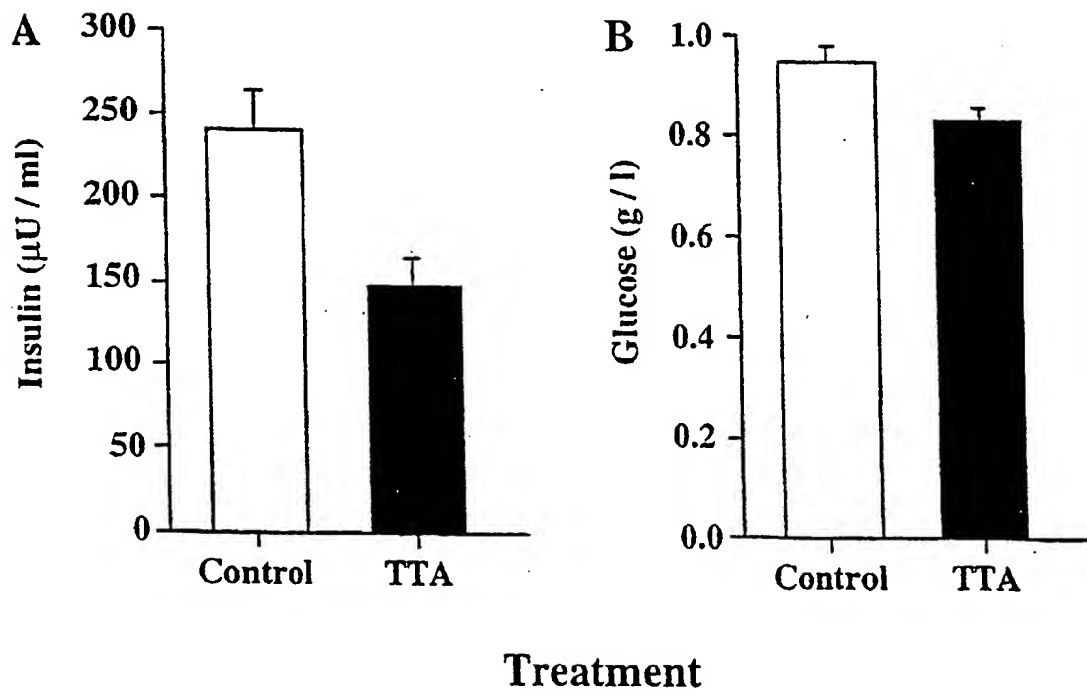 A
Insulin (µU / ml)
300
250
200
150
100
50
0
Control TTA
B
Glucose (g / l)
1.0
0.8
0.6
0.4
0.2
0.0
Control TTA
Treatment